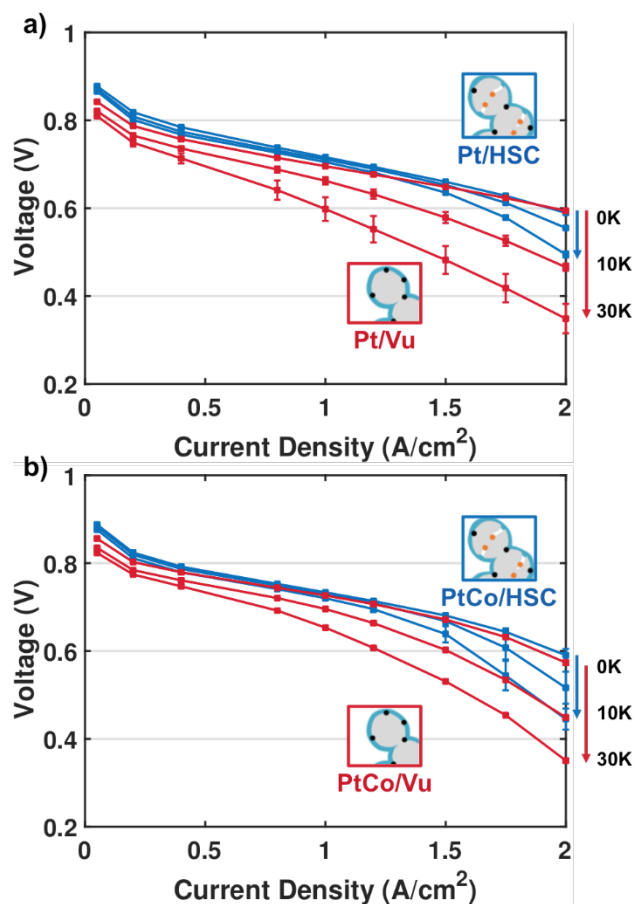 a)
1
0.8
0.6
0.4
0.2
Voltage (V)
Pt/HSC
Pt/Vu
0K
10K
30K
0
0.5
1
1.5
2
Current Density (A/cm²)
b)
1
0.8
0.6
0.4
0.2
Voltage (V)
PtCo/HSC
PtCo/Vu
0K
10K
30K
0
0.5
1
1.5
2
Current Density (A/cm²)